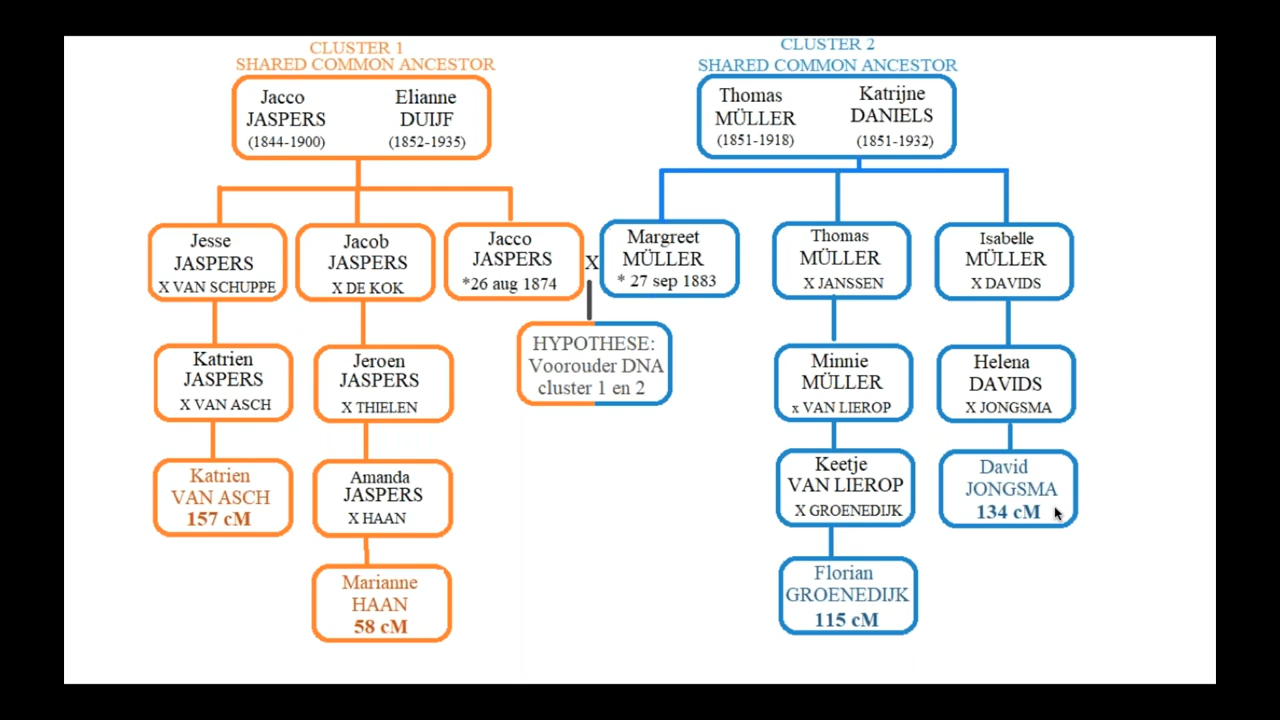 CLUSTER 1
SHARED COMMON ANCESTOR
Jacco
JASPERS
(1844-1900)
Elianne
DUIJF
(1852-1935)
Jesse
JASPERS
X VAN SCHUPPE
Jacob
JASPERS
X DE KOK
Jacco
JASPERS
*26 aug 1874
X
Katrien
JASPERS
X VAN ASCH
Jeroen
JASPERS
X THIELEN
HYPOTHESE:
Voorouder DNA
cluster 1 en 2
Katrien
VAN ASCH
157 cM
Amanda
JASPERS
X HAAN
Marianne
HAAN
58 cM
CLUSTER 2
SHARED COMMON ANCESTOR
Thomas
MÜLLER
(1851-1918)
Katrijne
DANIELS
(1851-1932)
Margreet
MÜLLER
* 27 sep 1883
Thomas
MÜLLER
X JANSSEN
Isabelle
MÜLLER
X DAVIDS
Minnie
MÜLLER
x VAN LIEROP
Helena
DAVIDS
X JONGSMA
Keetje
VAN LIEROP
X GROENEDIJK
David
JONGSMA
134 cM
Florian
GROENEDIJK
115 cM